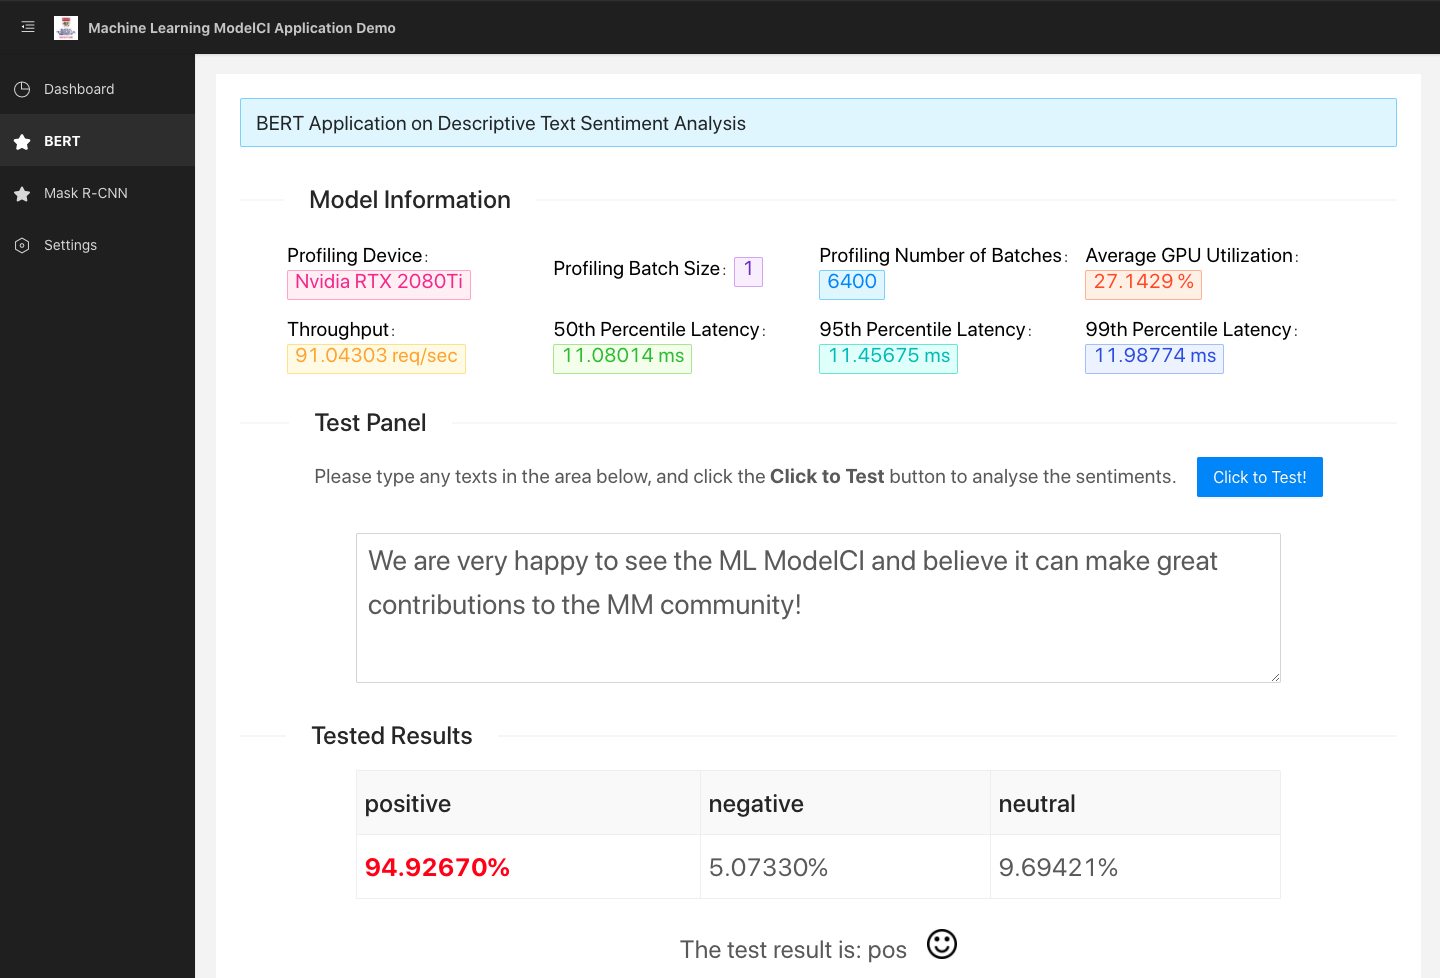 Machine Learning ModelCI Application Demo
Dashboard
BERT
Mask R-CNN
Settings
BERT Application on Descriptive Text Sentiment Analysis
Model Information
Profiling Device:
Nvidia RTX 2080Ti
Profiling Batch Size: 1
Profiling Number of Batches:
6400
Average GPU Utilization:
27.1429 %
Throughput:
91.04303 req/sec
50th Percentile Latency:
11.08014 ms
95th Percentile Latency:
11.45675 ms
99th Percentile Latency:
11.98774 ms
Test Panel
Please type any texts in the area below, and click the Click to Test button to analyse the sentiments.
Click to Test!
We are very happy to see the ML ModelCI and believe it can make great
contributions to the MM community!
Tested Results
positive negative neutral
94.92670% 5.07330% 9.69421%
The test result is: pos